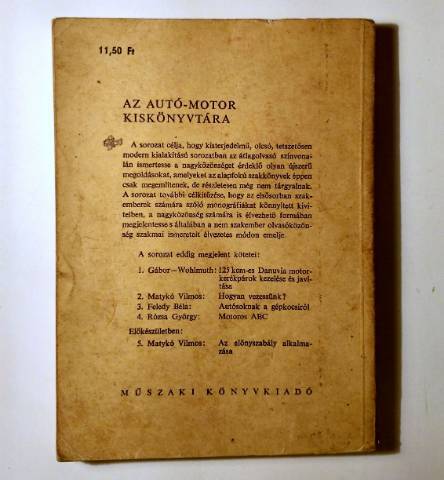 11,50 Ft
AZ AUTÓ-MOTOR
KISKÖNYVTÁRA
A sorozat célja, hogy kisterjedelmű, olcsó, tetszetősen
modern kialakítású sorozatban az átlagolvasó színvona-
lán ismertesse a nagyközönséget érdeklő olyan újszerű
megoldásokat, amelyeket az alapfokú szakkönyvek éppen
csak megemlítenek, de részletesen még nem tárgyalnak.
A sorozat további célkitűzése, hogy az elsősorban szak-
emberek számára szóló monográfiákat könnyített kivi-
telben, a nagyközönség számára is élvezhető formában
megjelentesse s általában a nem szakember olvasóközön-
ség szakmai ismereteit élvezetes módon emelje.
A sorozat eddig megjelent kötetei:
1. Gábor—Wohlmuth: 125 kcm-es Danuvia motor-
kerékpárok kezelése és javí-
tása
2. Matykó Vilmos: Hogyan vezessünk?
3. Feledy Béla: Autósoknak a gépkocsiról
4. Rózsa György: Motoros ABC
Előkészületben:
5. Matykó Vilmos: Az előnyszabály alkalma-
zása
MŰSZAKI KÖNYVKIADÓ